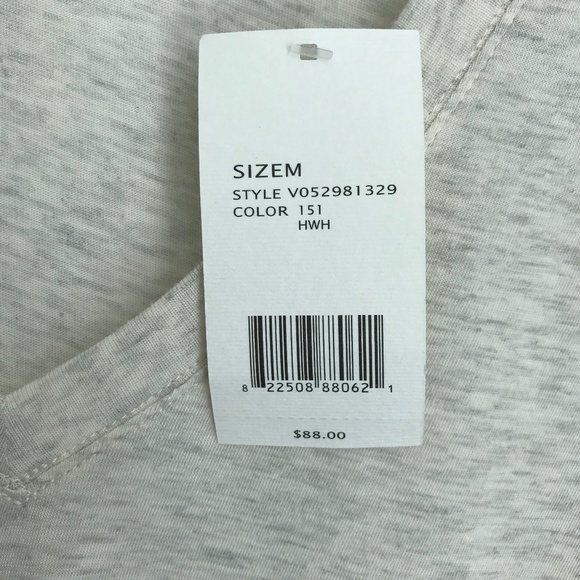 SIZEM
STYLE V052981329
COLOR 151
HWH
8 22508 88062 1
$88.00